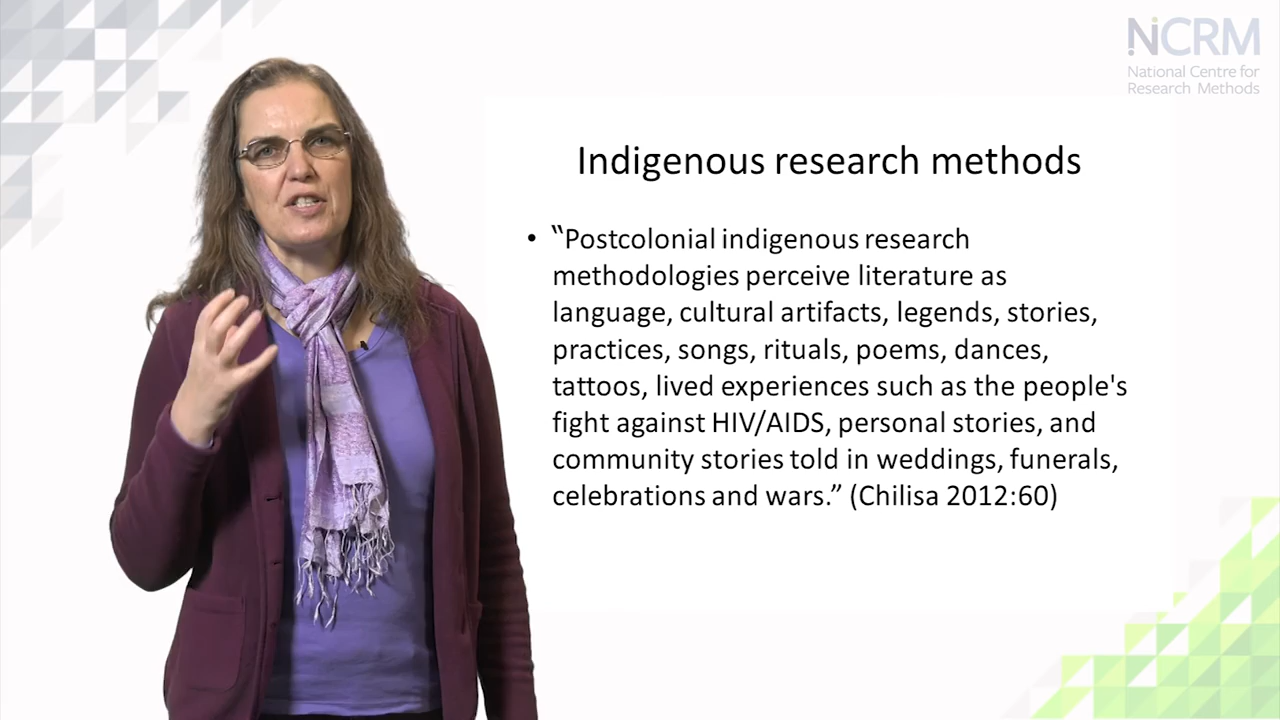 NCRM
National Centre for
Research Methods
Indigenous research methods
• “Postcolonial indigenous research
methodologies perceive literature as
language, cultural artifacts, legends, stories,
practices, songs, rituals, poems, dances,
tattoos, lived experiences such as the people's
fight against HIV/AIDS, personal stories, and
community stories told in weddings, funerals,
celebrations and wars.” (Chilisa 2012:60)